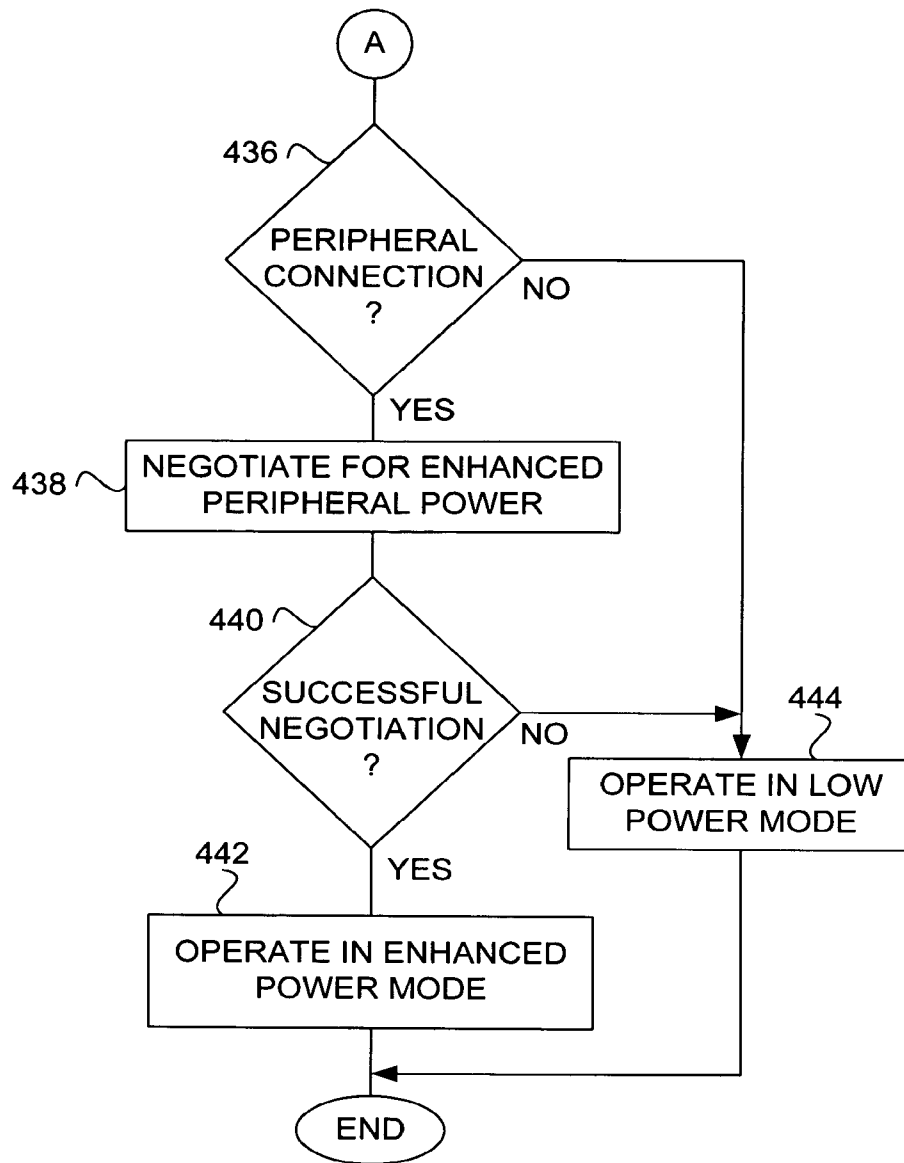 A
436
PERIPHERAL
CONNECTION
?
NO
YES
438
NEGOTIATE FOR ENHANCED
PERIPHERAL POWER
440
SUCCESSFUL
NEGOTIATION
?
NO
444
OPERATE IN LOW
POWER MODE
YES
442
OPERATE IN ENHANCED
POWER MODE
END